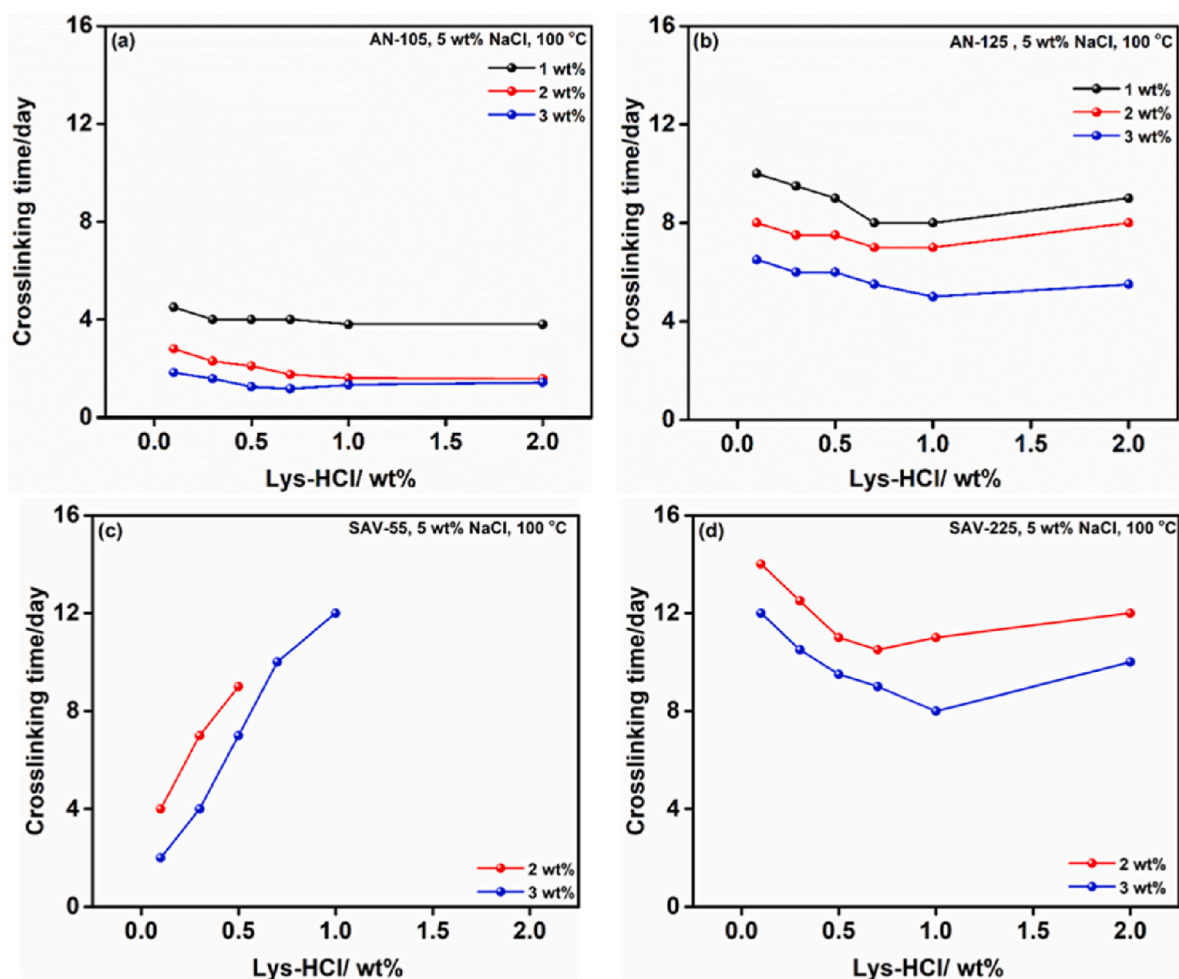 (a)
AN-105, 5 wt% NaCl, 100 °C
1 wt%
2 wt%
3 wt%
Crosslinking time/day
16
12
8
4
0
0.0 0.5 1.0 1.5 2.0
Lys-HCl/ wt%
(b)
AN-125 , 5 wt% NaCl, 100 °C
1 wt%
2 wt%
3 wt%
Crosslinking time/day
16
12
8
4
0
0.0 0.5 1.0 1.5 2.0
Lys-HCl/ wt%
(c)
SAV-55, 5 wt% NaCl, 100 °C
Crosslinking time/day
16
12
8
4
0
2 wt%
3 wt%
0.0 0.5 1.0 1.5 2.0
Lys-HCl/ wt%
(d)
SAV-225, 5 wt% NaCl, 100 °C
Crosslinking time/day
16
12
8
4
0
2 wt%
3 wt%
0.0 0.5 1.0 1.5 2.0
Lys-HCl/ wt%